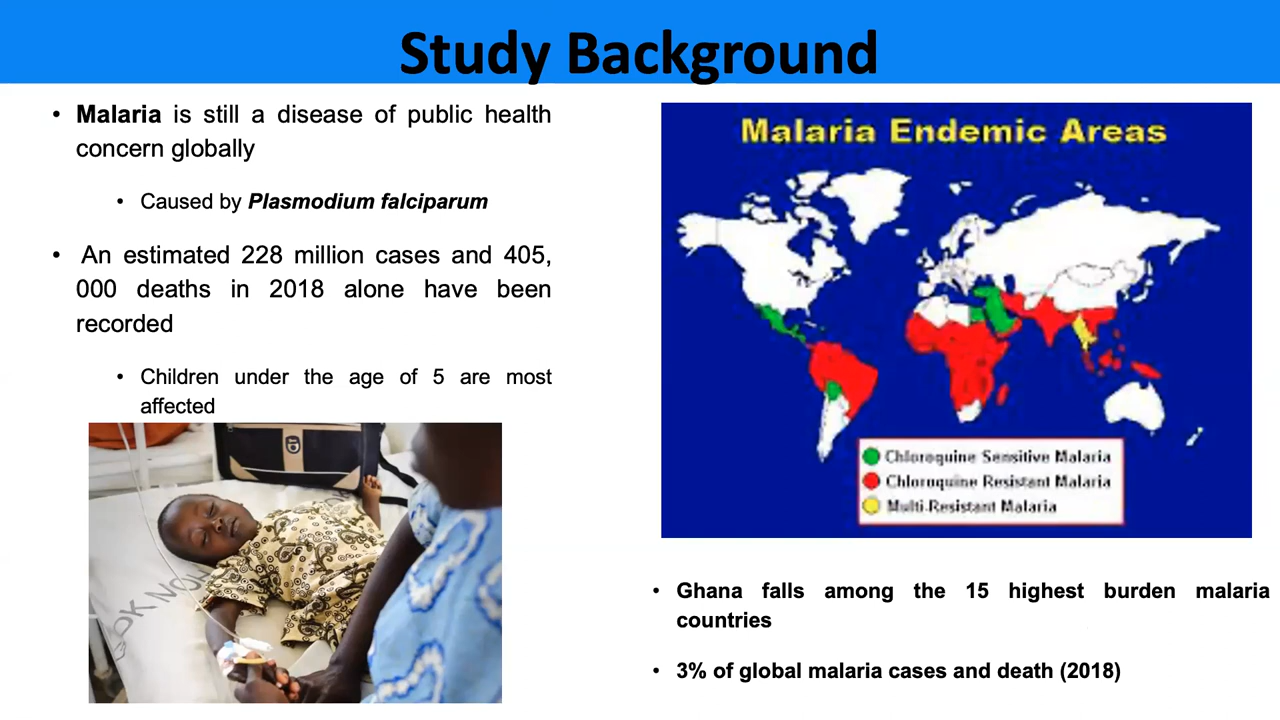 Study Background
• Malaria is still a disease of public health
concern globally
• Caused by Plasmodium falciparum
• An estimated 228 million cases and 405,
000 deaths in 2018 alone have been
recorded
• Children under the age of 5 are most
affected
Malaria Endemic Areas
Chloroquine Sensitive Malaria
Chloroquine Resistant Malaria
Multi-Resistant Malaria
• Ghana falls among the 15 highest burden malaria
countries
• 3% of global malaria cases and death (2018)